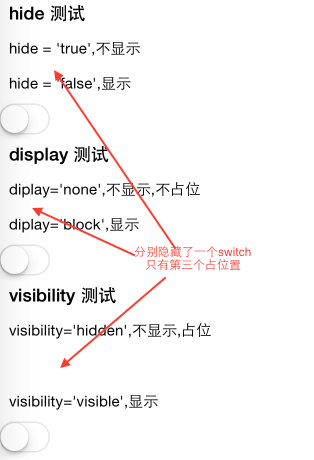 hide 测试
hide = 'true',不显示
hide = 'false',显示
display 测试
diplay='none',不显示,不占位
diplay='block',显示
分别隐藏了一个switch
只有第三个占位置
visibility 测试
visibility='hidden',不显示,占位
visibility='visible',显示